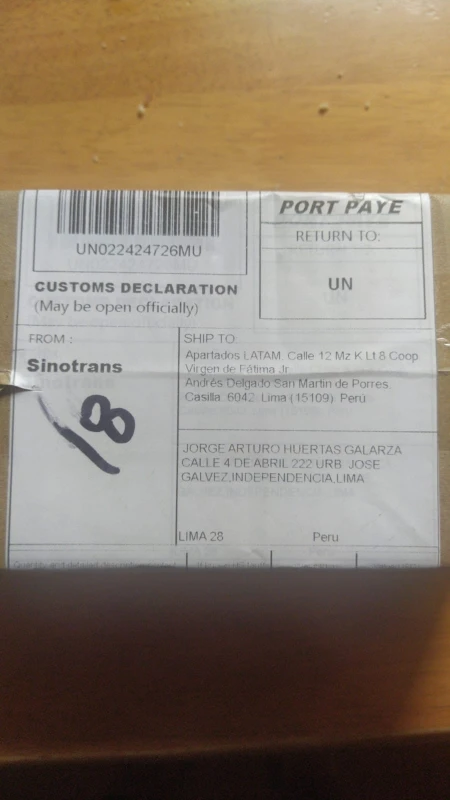 UN022424726MU
PORT PAYE
RETURN TO:
UN
CUSTOMS DECLARATION
(May be open officially)
FROM :
Sinotrans
18
SHIP TO:
Apartados LATAM. Calle 12 Mz K Lt 8 Coop
Virgen de Fátima Jr.
Andrés Delgado San Martin de Porres.
Casilla. 6042. Lima (15109). Perú
JORGE ARTURO HUERTAS GALARZA
CALLE 4 DE ABRIL 222 URB. JOSE
GALVEZ,INDEPENDENCIA,LIMA
LIMA 28 Peru